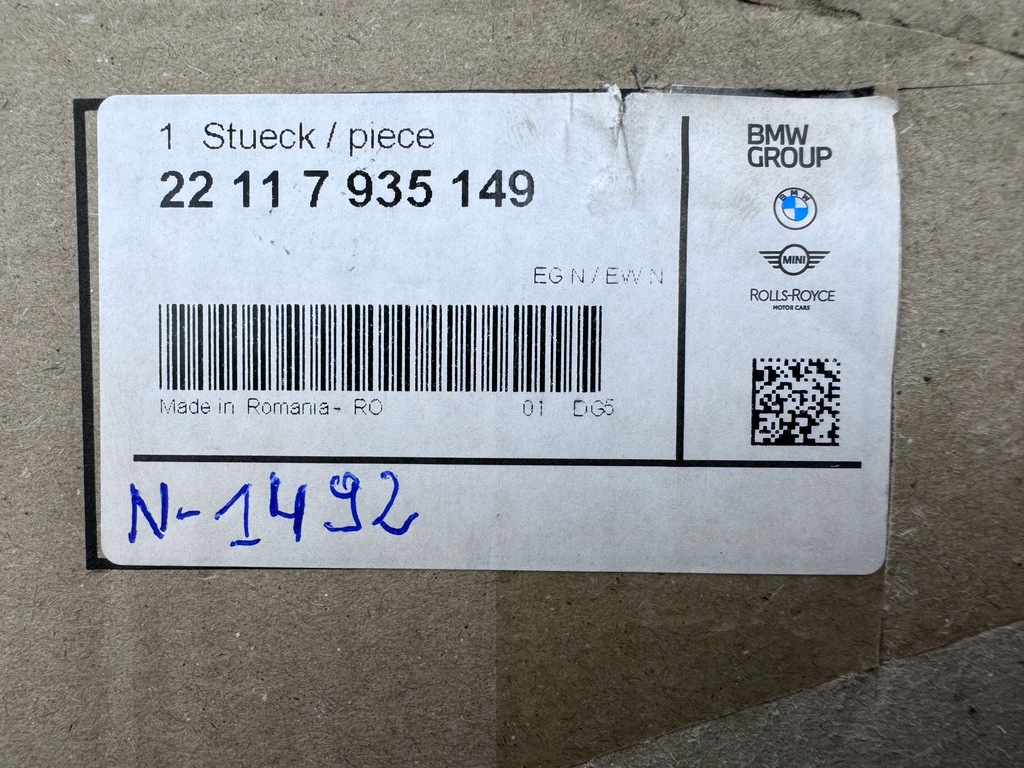 1 Stueck / piece
22 11 7 935 149
EG N / EW N
Made in Romania - RO 01 DG5
N-1492
BMW
GROUP
BMW
MINI
ROLLS-ROYCE
MOTOR CARS